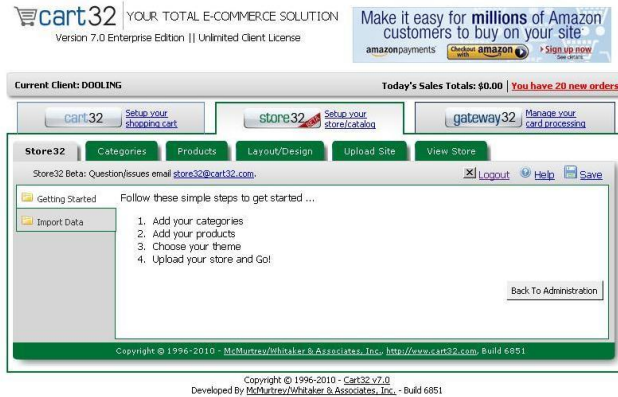 cart32 YOUR TOTAL E-COMMERCE SOLUTION
Version 7.0 Enterprise Edition || Unlimited Client License
Make it easy for millions of Amazon
customers to buy on your site
amazonpayments Checkout with amazon Sign up now
See details
Current Client: DOOLING
Today's Sales Totals: $0.00 | You have 20 new orders
cart32 Setup your shopping cart
store32 Setup your store/catalog
gateway32 Manage your card processing
Store32 Categories Products Layout/Design Upload Site View Store
Store32 Beta: Question/issues email store32@cart32.com.
Logout Help Save
Getting Started
Import Data
Follow these simple steps to get started ...
1. Add your categories
2. Add your products
3. Choose your theme
4. Upload your store and Go!
Back To Administration
Copyright © 1996-2010 - McMurtrey/Whitaker & Associates, Inc., http://www.cart32.com, Build 6851
Copyright © 1996-2010 - Cart32 v7.0
Developed By McMurtrey/Whitaker & Associates, Inc. - Build 6851